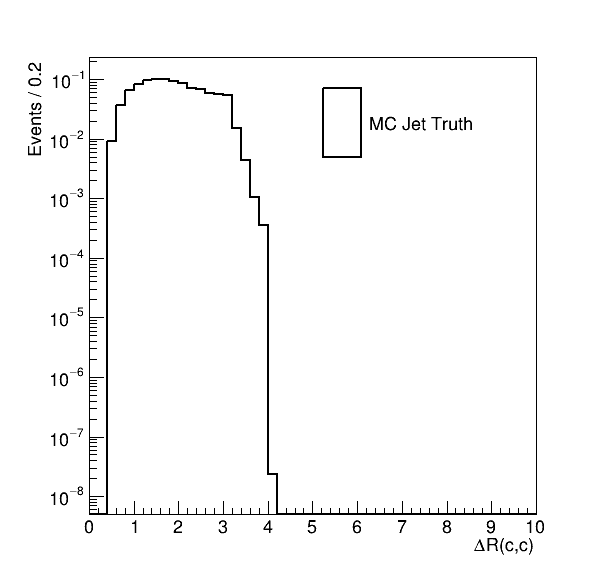 Events / 0.2
10⁻¹
10⁻²
10⁻³
10⁻⁴
10⁻⁵
10⁻⁶
10⁻⁷
10⁻⁸
MC Jet Truth
0 1 2 3 4 5 6 7 8 9 10
ΔR(c,c)